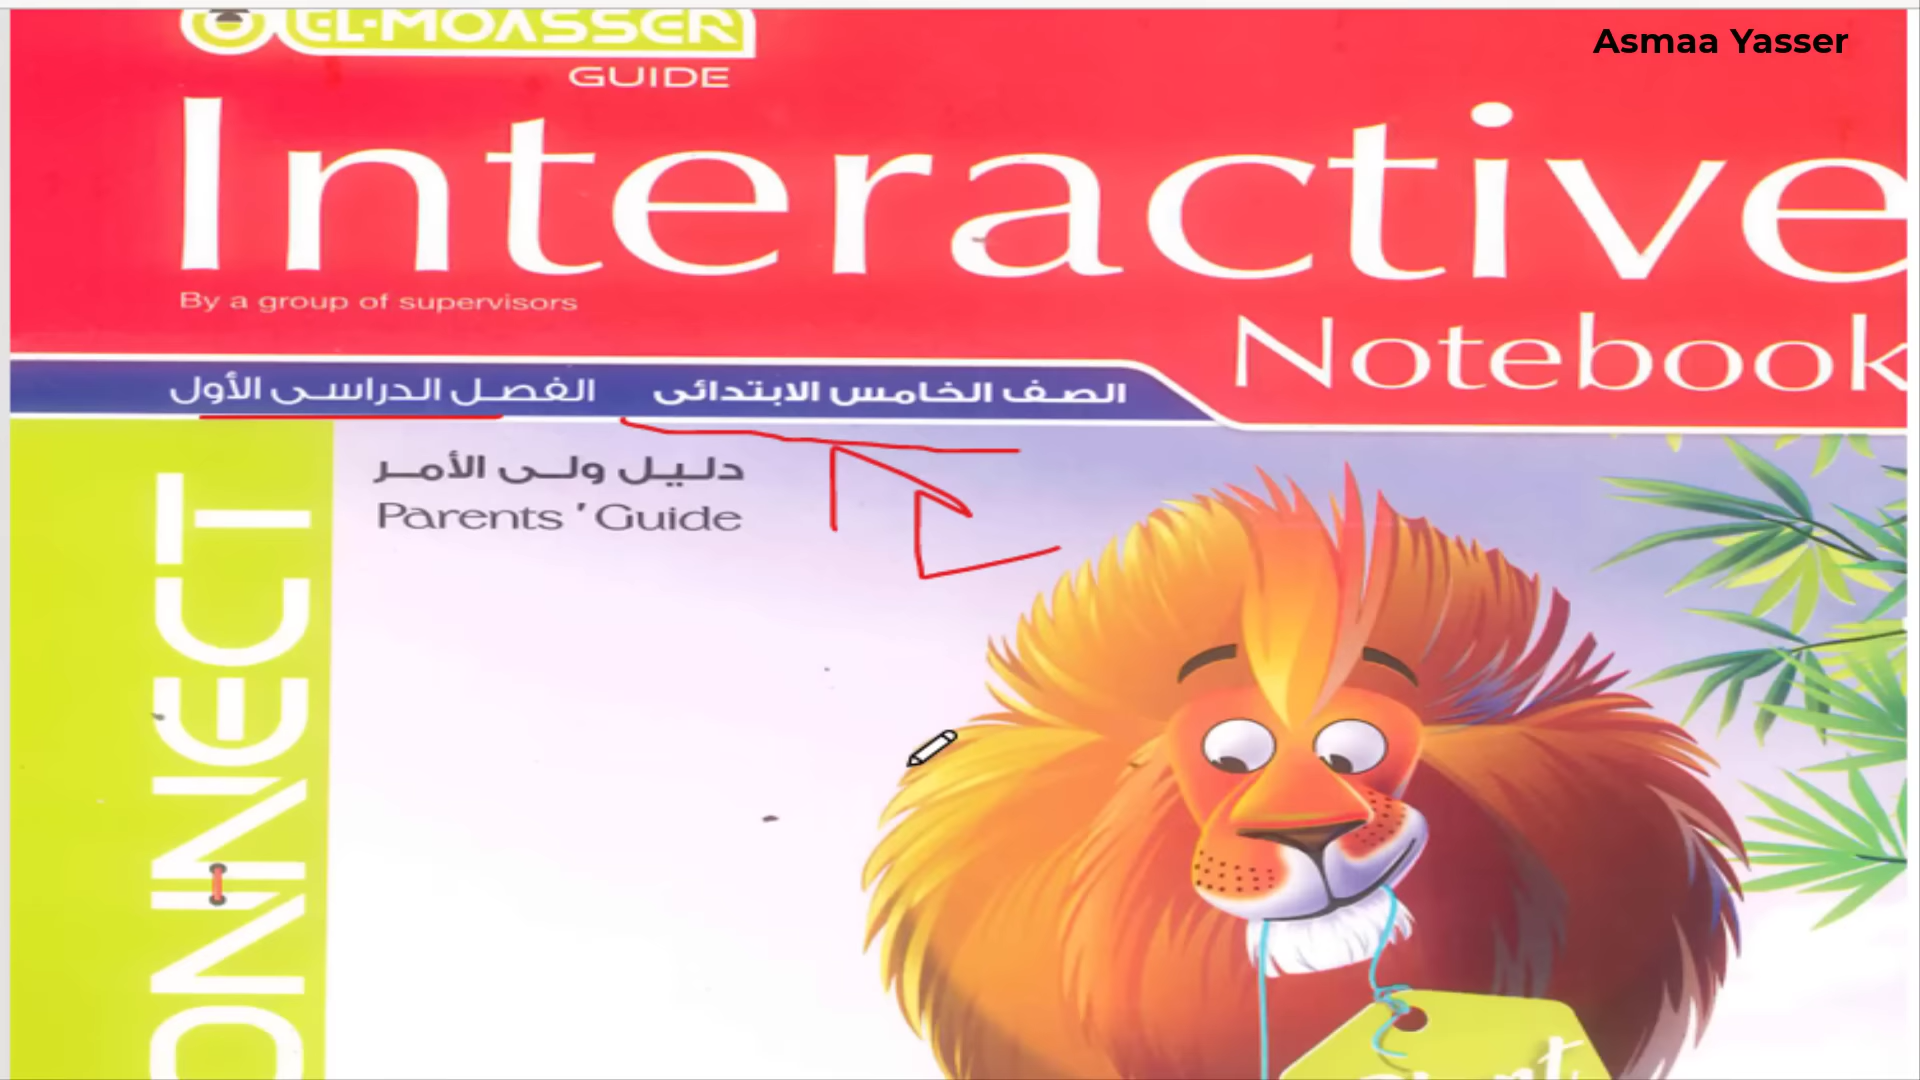 EL-MOASSER
Asmaa Yasser
GUIDE
Interactive
By a group of supervisors
Notebook
الصف الخامس الابتدائى الفصل الدراسى الأول
دليل ولى الأمر
Parents 'Guide
ONNECT